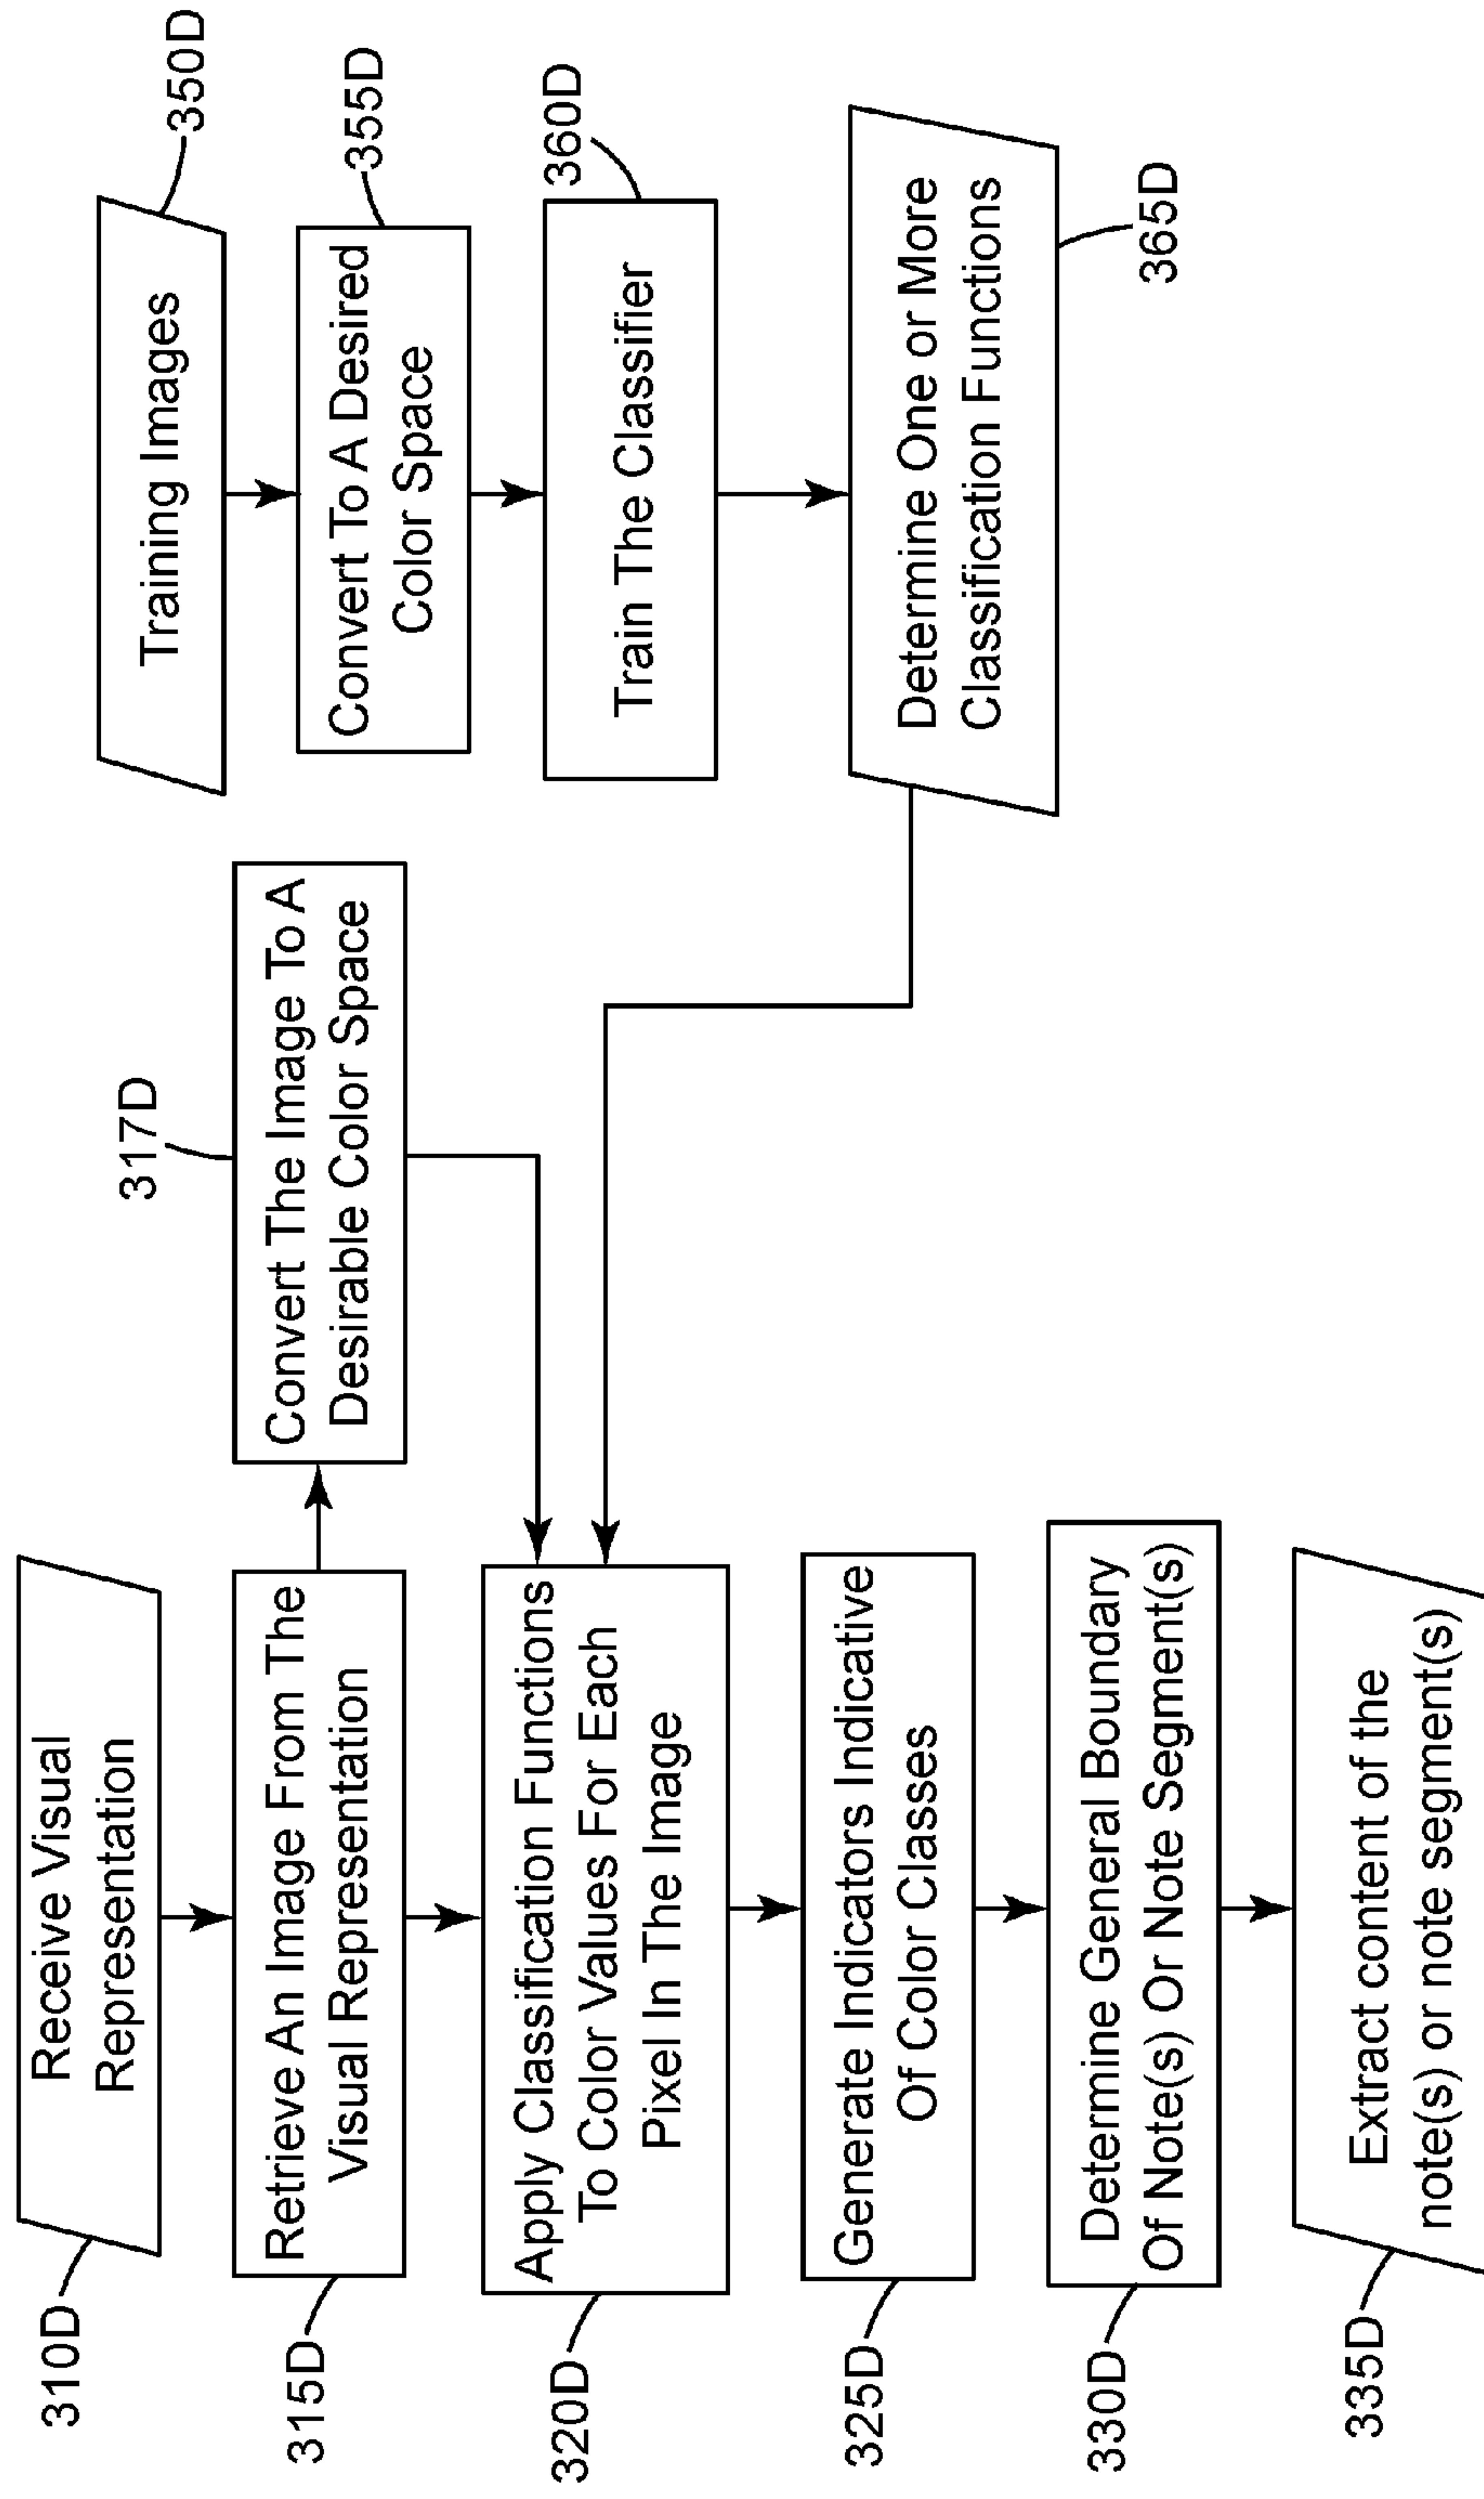 310D
Receive Visual
Representation
315D
Retrieve An Image From The
Visual Representation
317D
Convert The Image To A
Desirable Color Space
320D
Apply Classification Functions
To Color Values For Each
Pixel In The Image
325D
Generate Indicators Indicative
Of Color Classes
330D
Determine General Boundary
Of Note(s) Or Note Segment(s)
335D
Extract content of the
note(s) or note segment(s)
Training Images
350D
Convert To A Desired
Color Space
355D
Train The Classifier
360D
Determine One or More
Classification Functions
365D